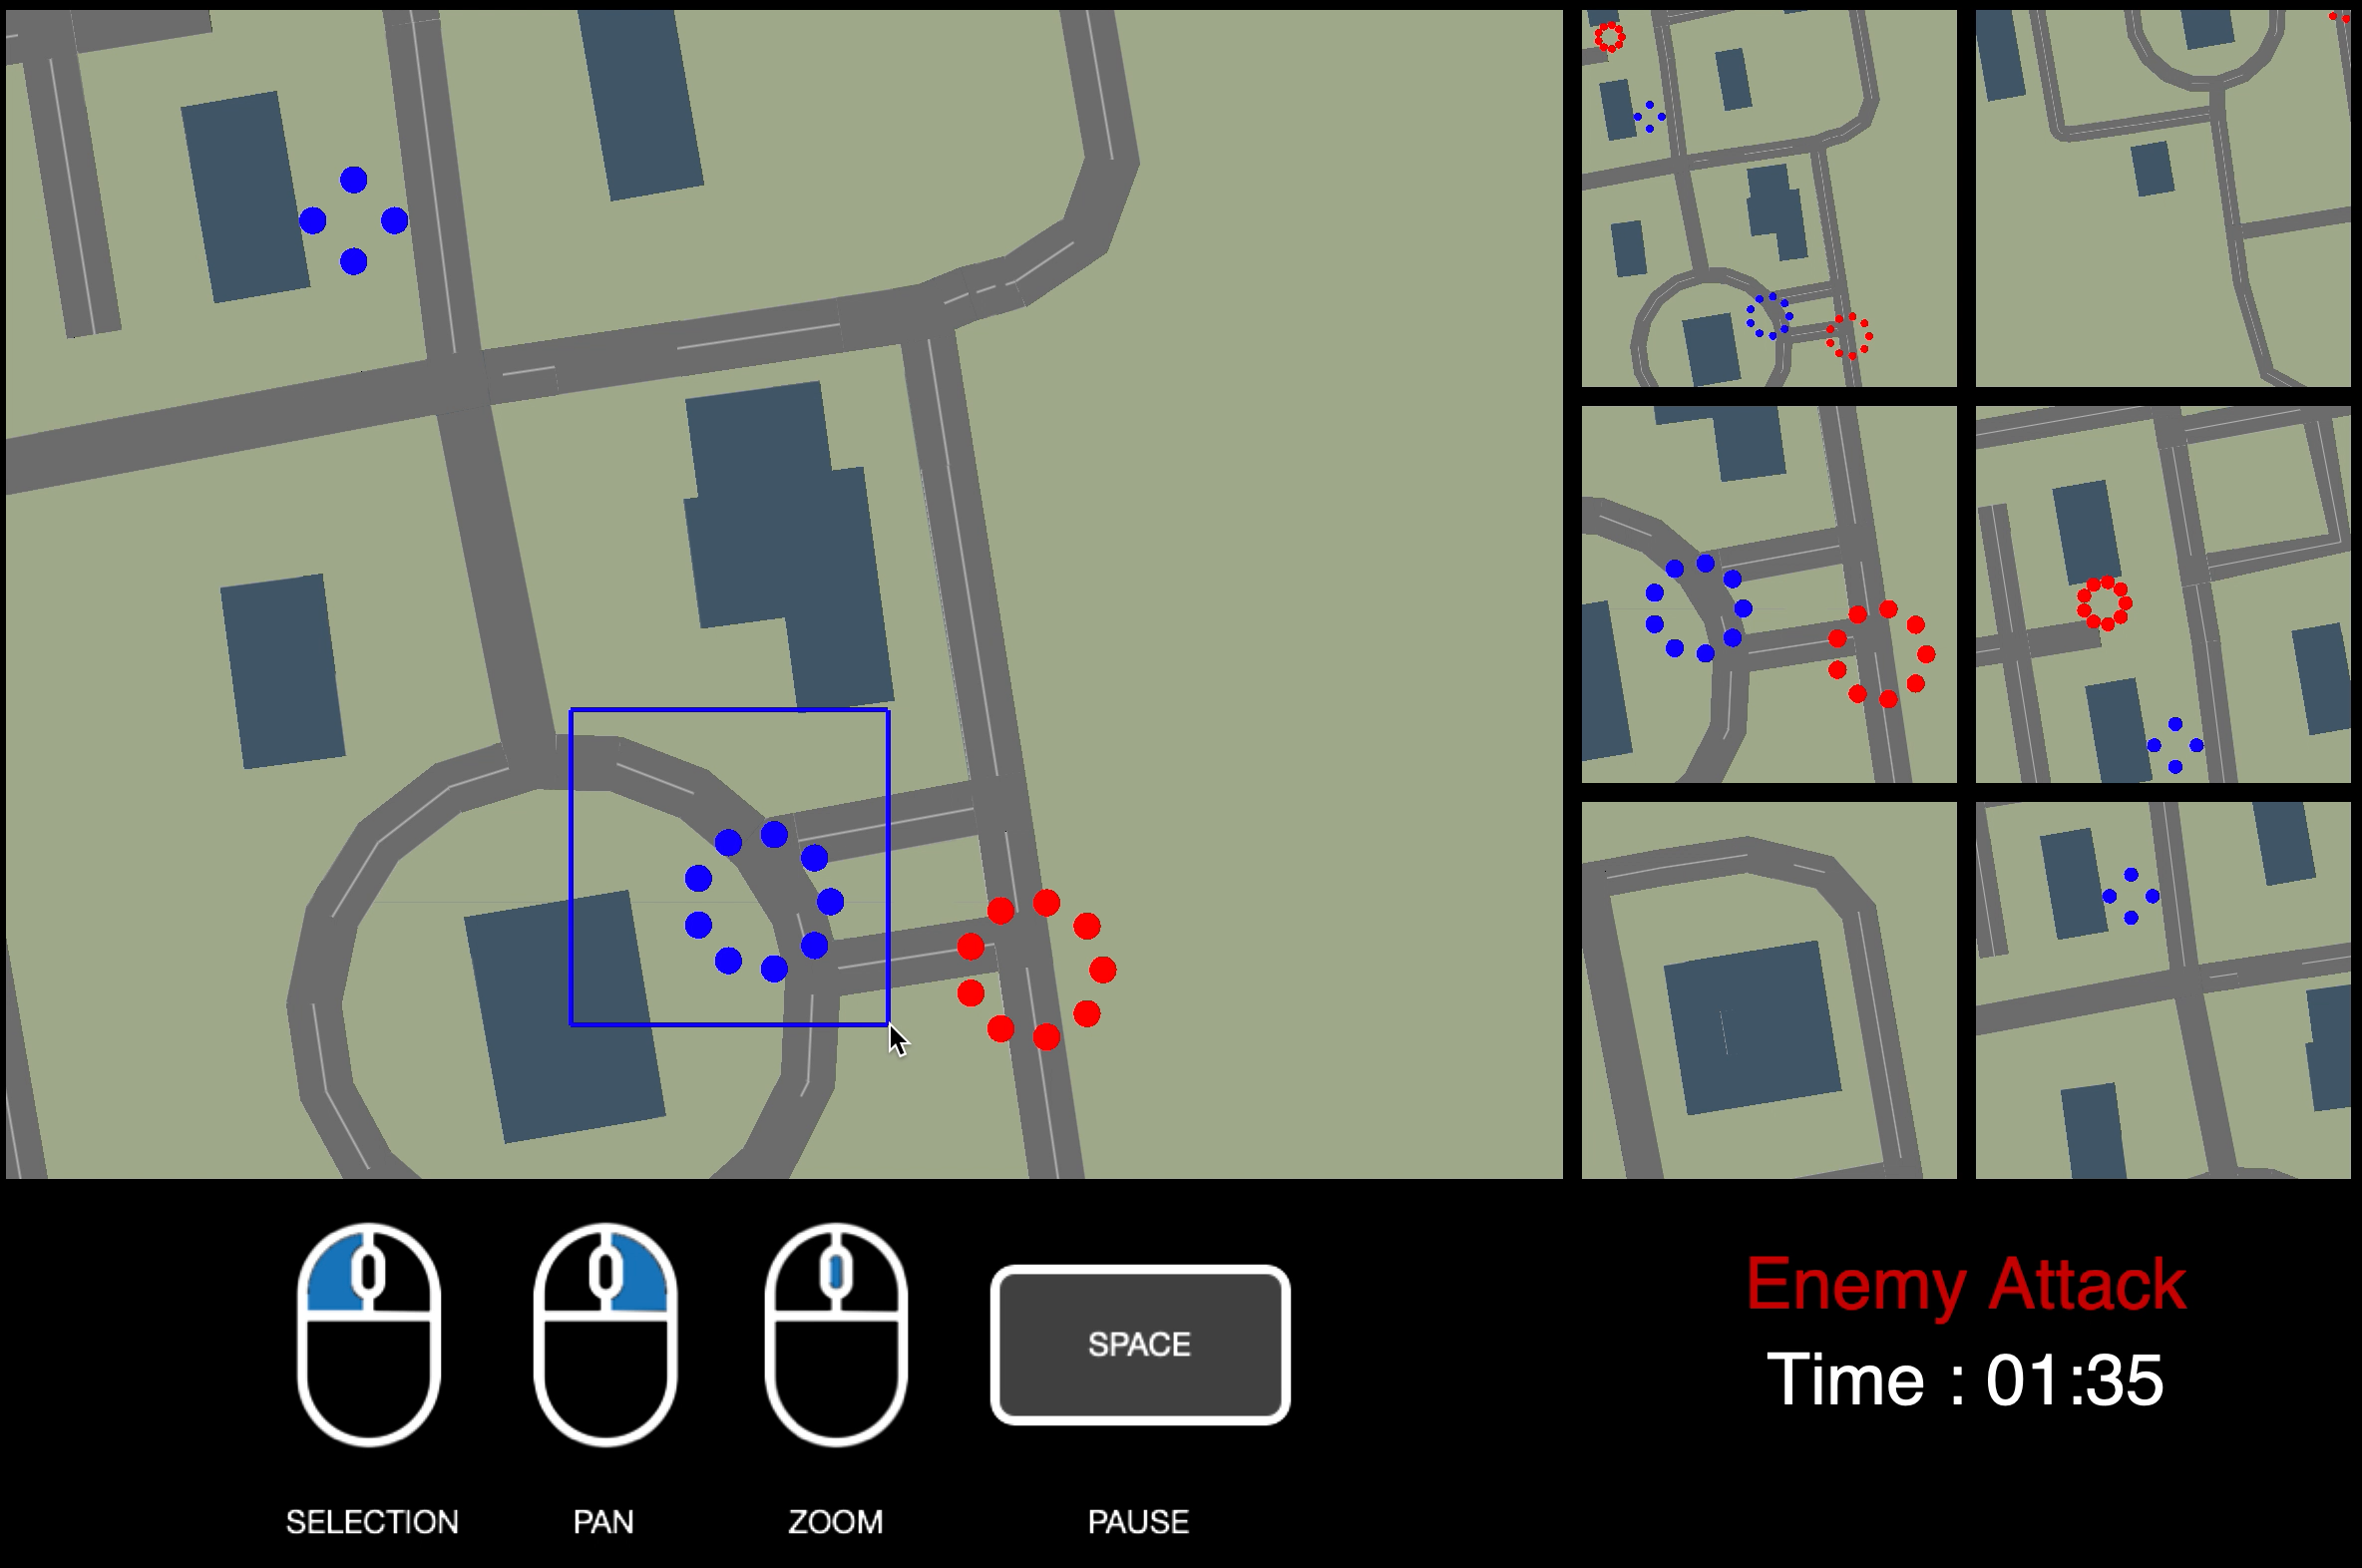 SPACE
Enemy Attack
Time : 01:35
SELECTION
PAN
ZOOM
PAUSE